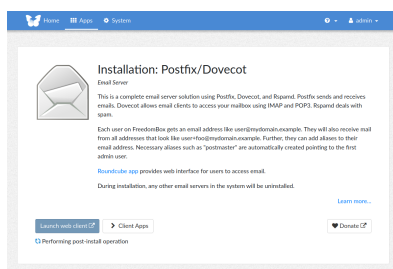 Home Apps System admin
Installation: Postfix/Dovecot
Email Server
This is a complete email server solution using Postfix, Dovecot, and Rspamd. Postfix sends and receives
emails. Dovecot allows email clients to access your mailbox using IMAP and POP3. Rspamd deals with
spam.
Each user on FreedomBox gets an email address like user@mydomain.example. They will also receive mail
from all addresses that look like user+foo@mydomain.example. Further, they can add aliases to their
email address. Necessary aliases such as "postmaster" are automatically created pointing to the first
admin user.
Roundcube app provides web interface for users to access email.
During installation, any other email servers in the system will be uninstalled.
Learn more...
Launch web client Client Apps Donate
Performing post-install operation